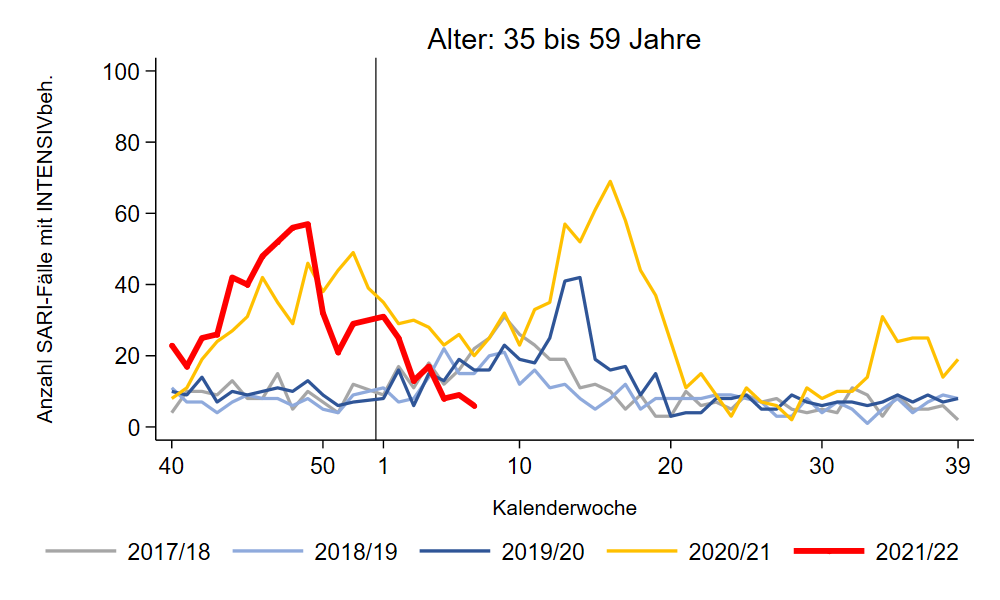 Alter: 35 bis 59 Jahre
Anzahl SARI-Fälle mit INTENSIVbeh.
100
80
60
40
20
0
40 50 1 10 20 30 39
Kalenderwoche
2017/18 2018/19 2019/20 2020/21 2021/22